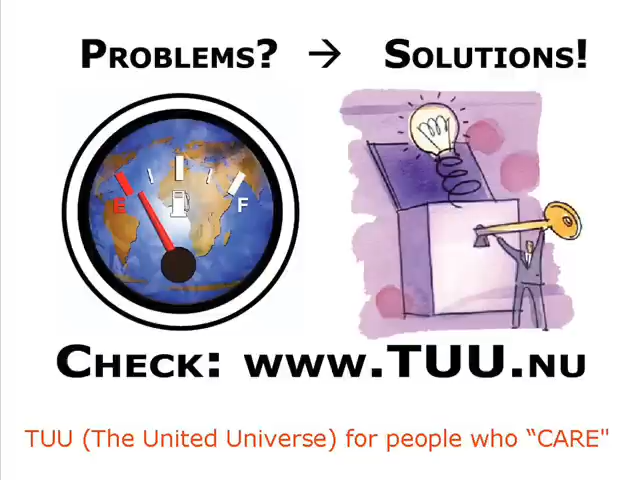 PROBLEMS? → SOLUTIONS!
E F
CHECK: WWW.TUU.NU
TUU (The United Universe) for people who “CARE"